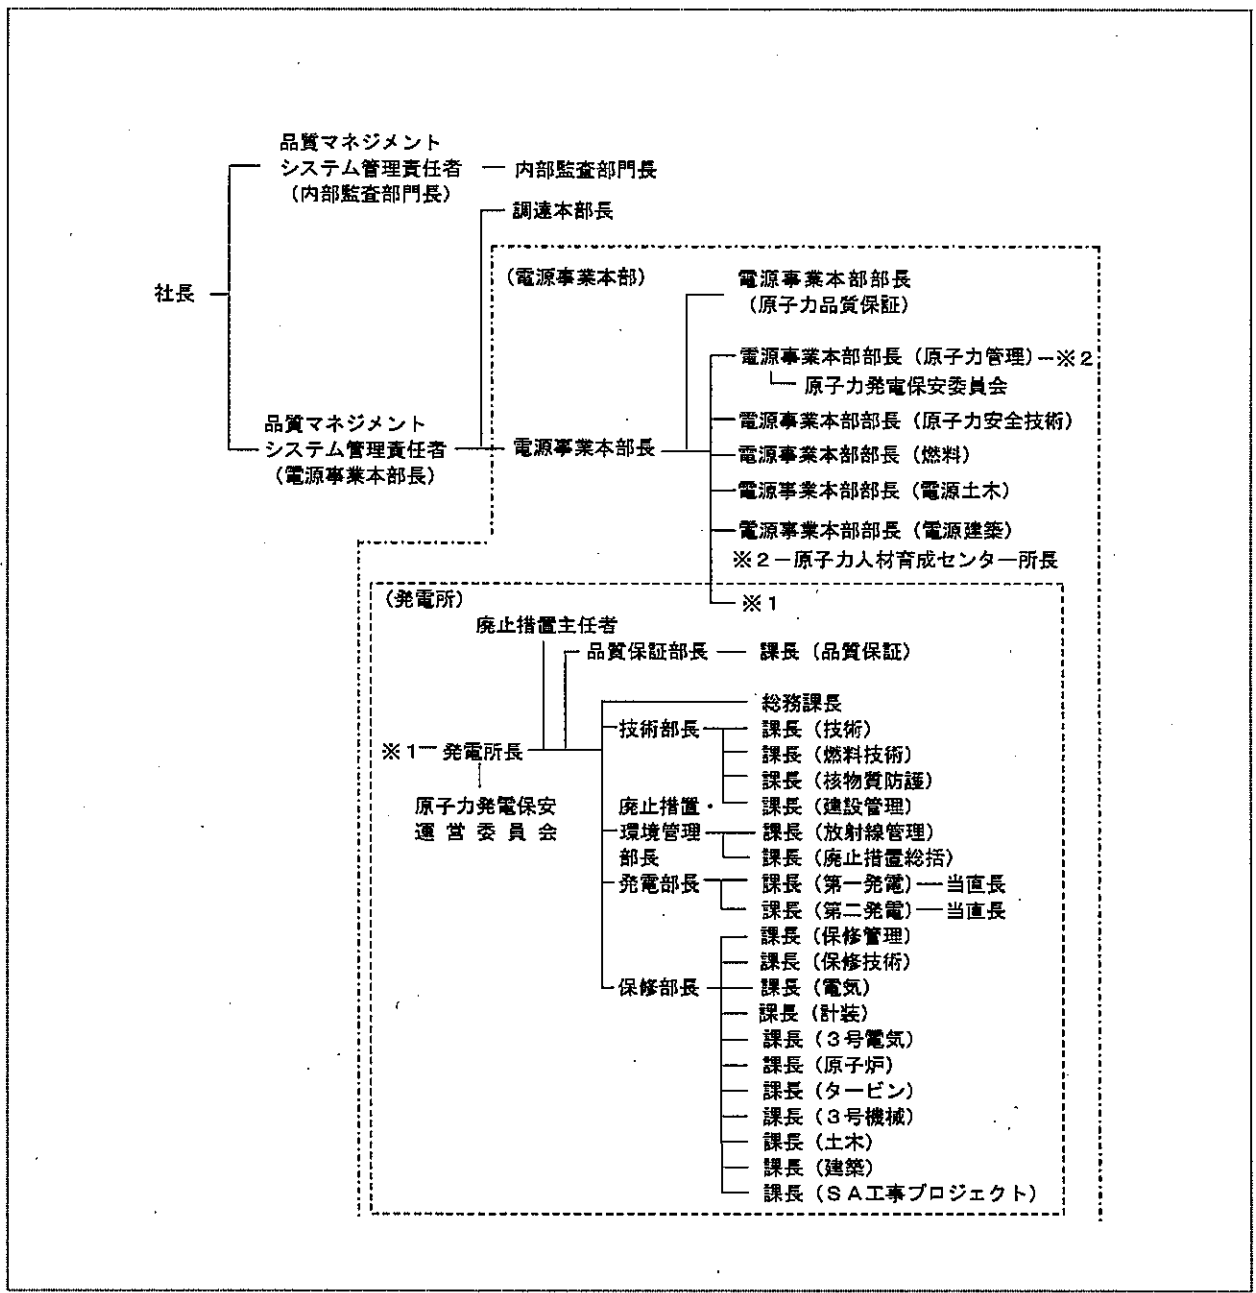 品質マネジメント
システム管理責任者 ― 内部監査部門長
（内部監査部門長）
調達本部長
（電源事業本部）
社長
電源事業本部部長
（原子力品質保証）
電源事業本部部長（原子力管理）－※２
原子力発電保安委員会
品質マネジメント
システム管理責任者
（電源事業本部長）
電源事業本部長
電源事業本部部長（原子力安全技術）
電源事業本部部長（燃料）
電源事業本部部長（電源土木）
電源事業本部部長（電源建築）
※２－原子力人材育成センター所長
※１
（発電所）
廃止措置主任者
品質保証部長 ― 課長（品質保証）
※１－発電所長
原子力発電保安
運営委員会
総務課長
技術部長
課長（技術）
課長（燃料技術）
課長（核物質防護）
課長（建設管理）
廃止措置・
環境管理
部長
課長（放射線管理）
課長（廃止措置総括）
発電部長
課長（第一発電）― 当直長
課長（第二発電）― 当直長
保修部長
課長（保修管理）
課長（保修技術）
課長（電気）
課長（計装）
課長（３号電気）
課長（原子炉）
課長（タービン）
課長（３号機械）
課長（土木）
課長（建築）
課長（ＳＡ工事プロジェクト）